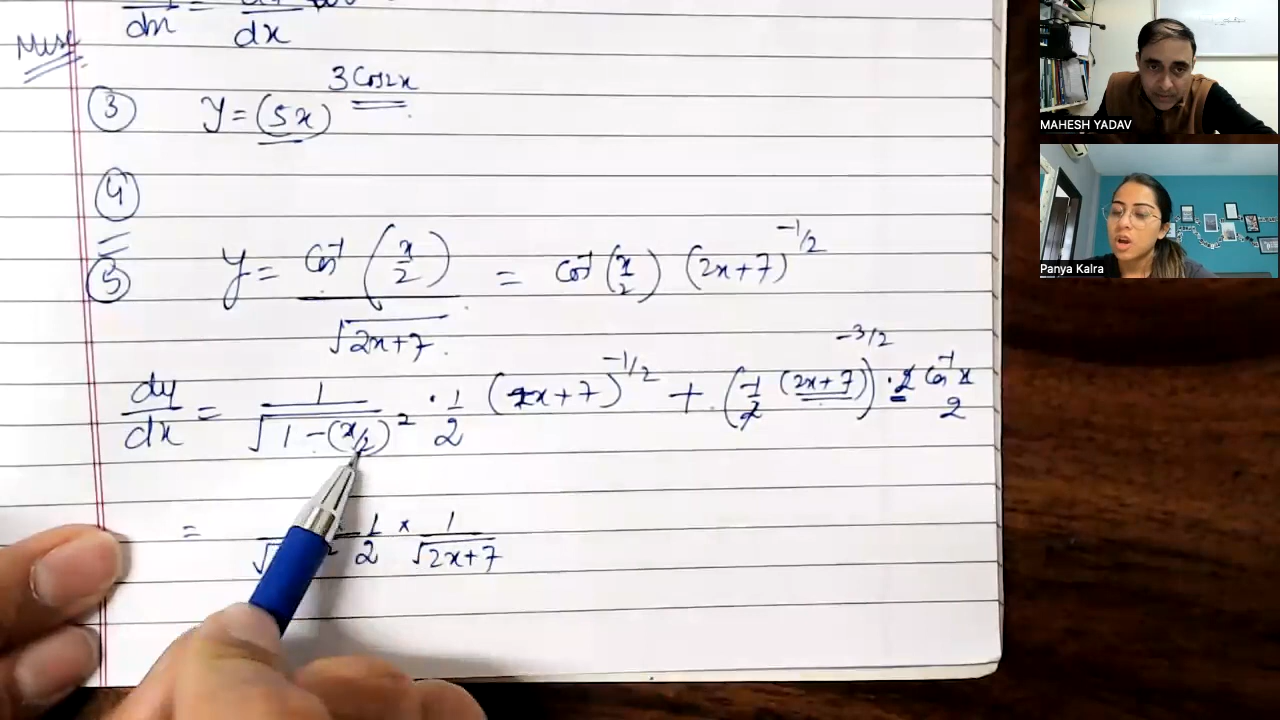 Misc
dx = dx
③ y = (5x)^{3 Cos2x}
④
⑤ y = Cos⁻¹(x/2) / √(2x+7) = Cos⁻¹(x/2) (2x+7)^{-1/2}
dy/dx = 1/√(1-(x/2)²) · 1/2 (2x+7)^{-1/2} + (-1/2 (2x+7)^{-3/2}) · 2 Cos⁻¹ x/2
= 1/2 × 1/√(2x+7)
MAHESH YADAV
Panya Kalra